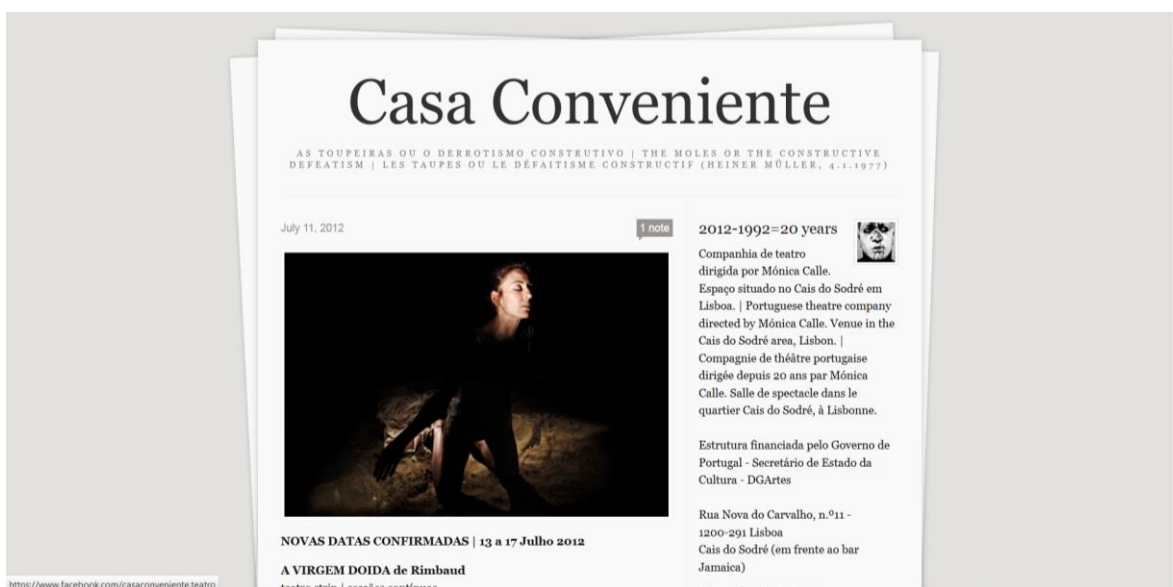 Casa Conveniente
AS TOUPEIRAS OU O DERROTISMO CONSTRUTIVO | THE MOLES OR THE CONSTRUCTIVE
DEFEATISM | LES TAUPES OU LE DÉFAITISME CONSTRUCTIF (HEINER MÜLLER, 4.1.1977)
July 11, 2012
1 note
NOVAS DATAS CONFIRMADAS | 13 a 17 Julho 2012
A VIRGEM DOIDA de Rimbaud
teatro strip | sessões contínuas
2012-1992=20 years
Companhia de teatro
dirigida por Mónica Calle.
Espaço situado no Cais do Sodré em
Lisboa. | Portuguese theatre company
directed by Mónica Calle. Venue in the
Cais do Sodré area, Lisbon. |
Compagnie de théâtre portugaise
dirigée depuis 20 ans par Mónica
Calle. Salle de spectacle dans le
quartier Cais do Sodré, à Lisbonne.
Estrutura financiada pelo Governo de
Portugal - Secretário de Estado da
Cultura - DGArtes
Rua Nova do Carvalho, n.º11 -
1200-291 Lisboa
Cais do Sodré (em frente ao bar
Jamaica)
https://www.facebook.com/casaconveniente.teatro